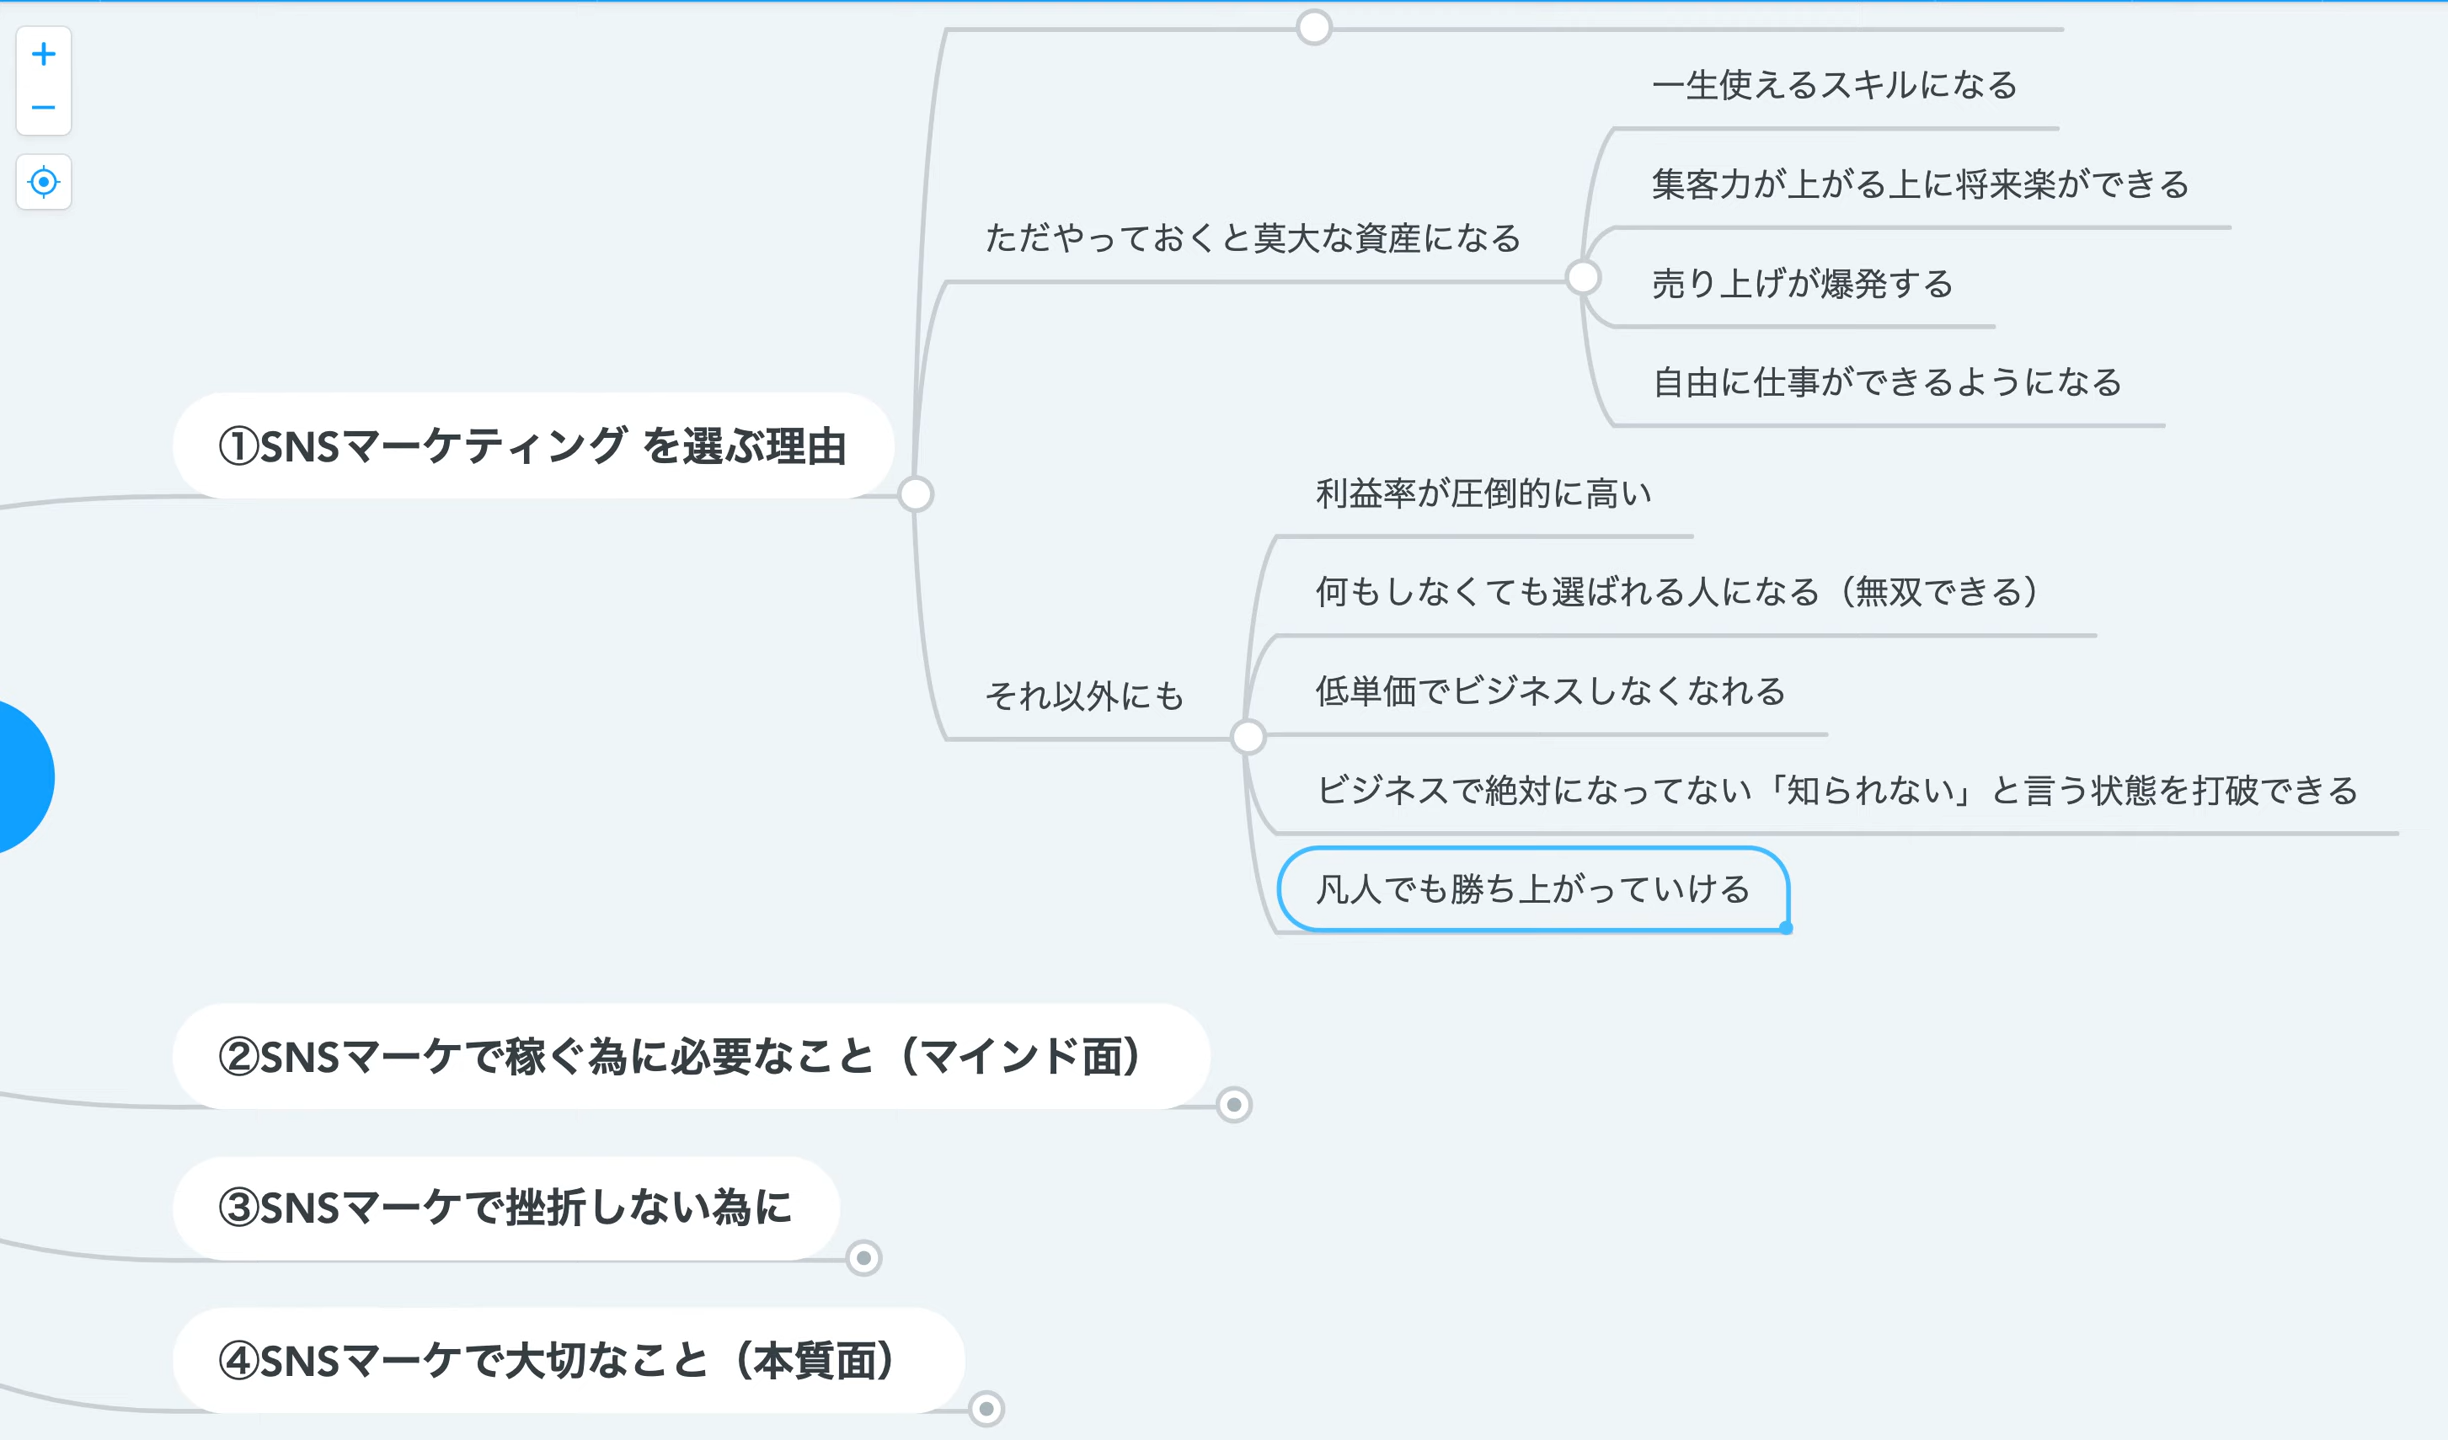 一生使えるスキルになる
集客力が上がる上に将来楽ができる
ただやっておくと莫大な資産になる
売り上げが爆発する
自由に仕事ができるようになる
①SNSマーケティング を選ぶ理由
利益率が圧倒的に高い
何もしなくても選ばれる人になる（無双できる）
それ以外にも
低単価でビジネスしなくなれる
ビジネスで絶対になってない「知られない」と言う状態を打破できる
凡人でも勝ち上がっていける
②SNSマーケで稼ぐ為に必要なこと（マインド面）
③SNSマーケで挫折しない為に
④SNSマーケで大切なこと（本質面）